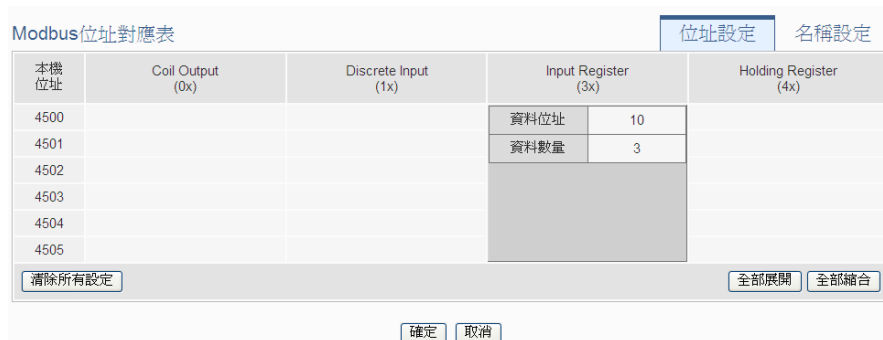 Modbus位址對應表
位址設定 名稱設定
本機位址 Coil Output (0x) Discrete Input (1x) Input Register (3x) Holding Register (4x)
4500 資料位址 10
4501 資料數量 3
4502
4503
4504
4505
清除所有設定 全部展開 全部縮合
確定 取消